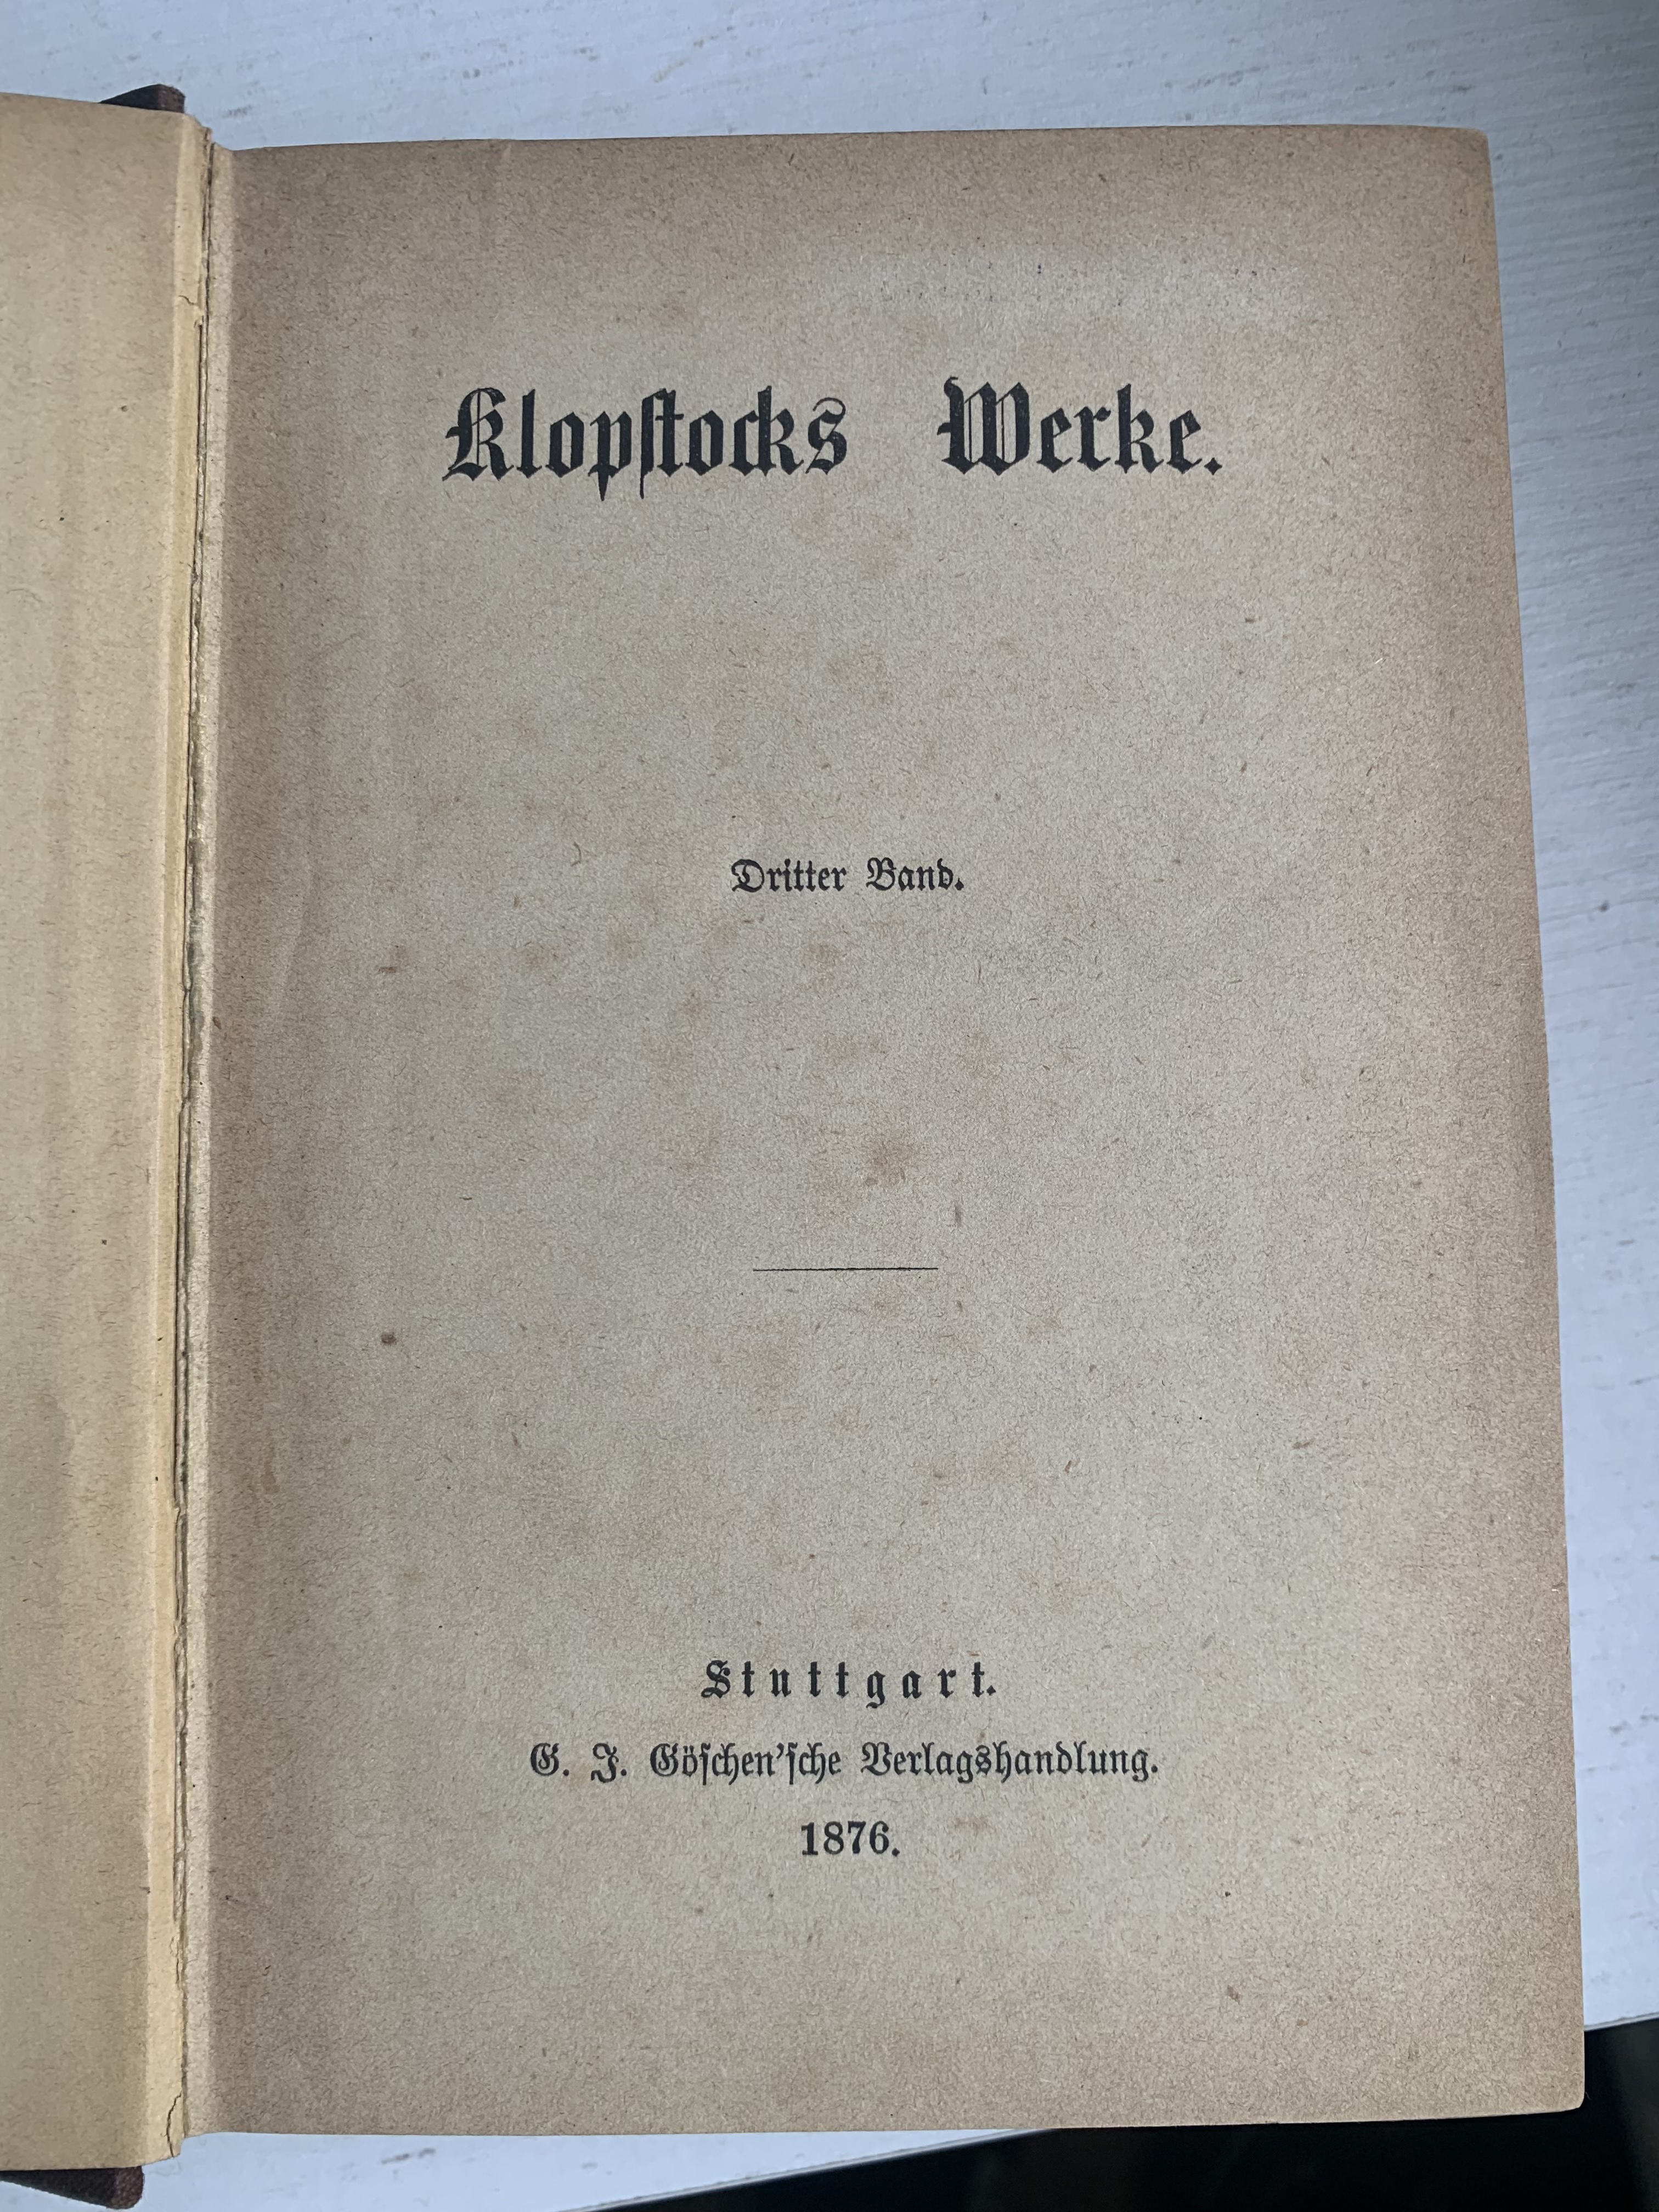 Klopſtocks Werke.
Dritter Band.
Stuttgart.
G. J. Göſchen'ſche Verlagshandlung.
1876.